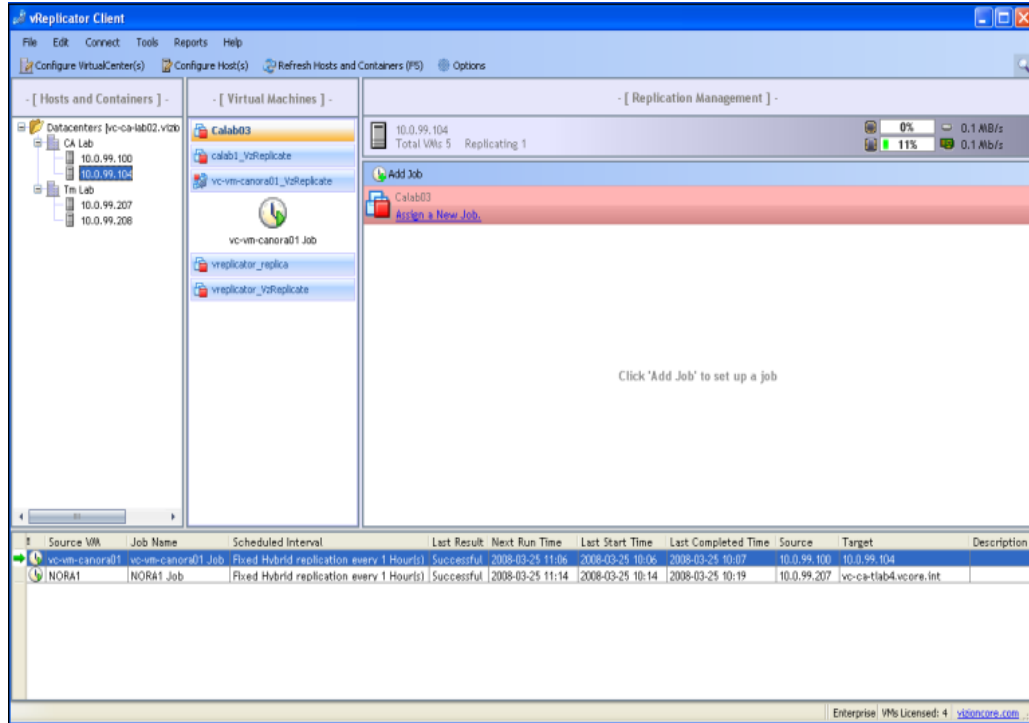 vReplicator Client
File Edit Connect Tools Reports Help
Configure VirtualCenter(s) Configure Host(s) Refresh Hosts and Containers (F5) Options
- [ Hosts and Containers ] -
Datacenters [vc-ca-lab02.vizio
CA Lab
10.0.99.100
10.0.99.104
Tm Lab
10.0.99.207
10.0.99.208
- [ Virtual Machines ] -
Calab03
calab1_VzReplicate
vc-vm-canora01_VzReplicate
vc-vm-canora01 Job
vreplicator_replica
vreplicator_VzReplicate
- [ Replication Management ] -
10.0.99.104
Total VMs 5 Replicating 1
0% 0.1 MB/s
11% 0.1 Mb/s
Add Job
Calab03
Assign a New Job.
Click 'Add Job' to set up a job
! Source VM Job Name Scheduled Interval Last Result Next Run Time Last Start Time Last Completed Time Source Target Description
vc-vm-canora01 vc-vm-canora01 Job Fixed Hybrid replication every 1 Hour(s) Successful 2008-03-25 11:06 2008-03-25 10:06 2008-03-25 10:07 10.0.99.100 10.0.99.104
NORA1 NORA1 Job Fixed Hybrid replication every 1 Hour(s) Successful 2008-03-25 11:14 2008-03-25 10:14 2008-03-25 10:19 10.0.99.207 vc-ca-tlab4.vcore.int
Enterprise VMs Licensed: 4 vizioncore.com